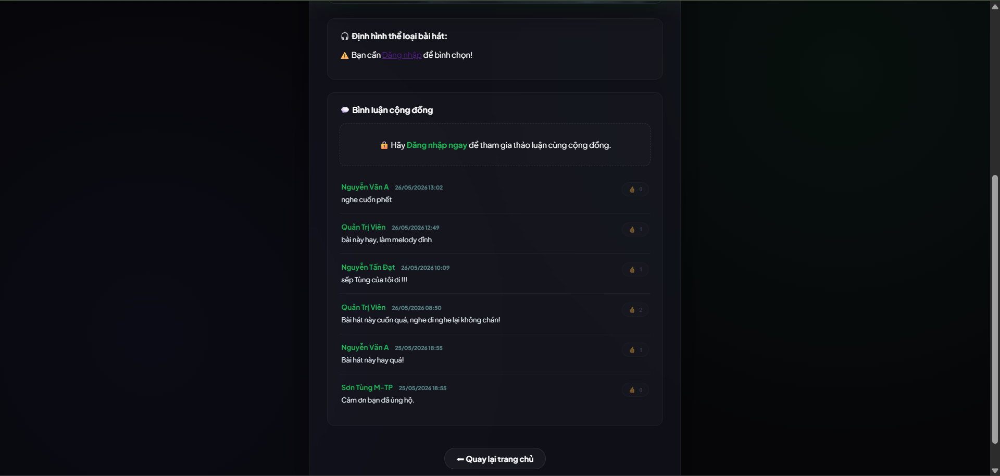 🎧 Định hình thể loại bài hát:
⚠️ Bạn cần Đăng nhập để bình chọn!
💬 Bình luận cộng đồng
🔒 Hãy Đăng nhập ngay để tham gia thảo luận cùng cộng đồng.
Nguyễn Văn A 26/05/2026 13:02 👍 0
nghe cuốn phết
Quản Trị Viên 26/05/2026 12:49 👍 1
bài này hay, làm melody đỉnh
Nguyễn Tấn Đạt 26/05/2026 10:09 👍 1
sếp Tùng của tôi ơi !!!
Quản Trị Viên 26/05/2026 08:50 👍 2
Bài hát này cuốn quá, nghe đi nghe lại không chán!
Nguyễn Văn A 25/05/2026 18:55 👍 1
Bài hát này hay quá!
Sơn Tùng M-TP 25/05/2026 18:55 👍 0
Cảm ơn bạn đã ủng hộ.
⬅ Quay lại trang chủ